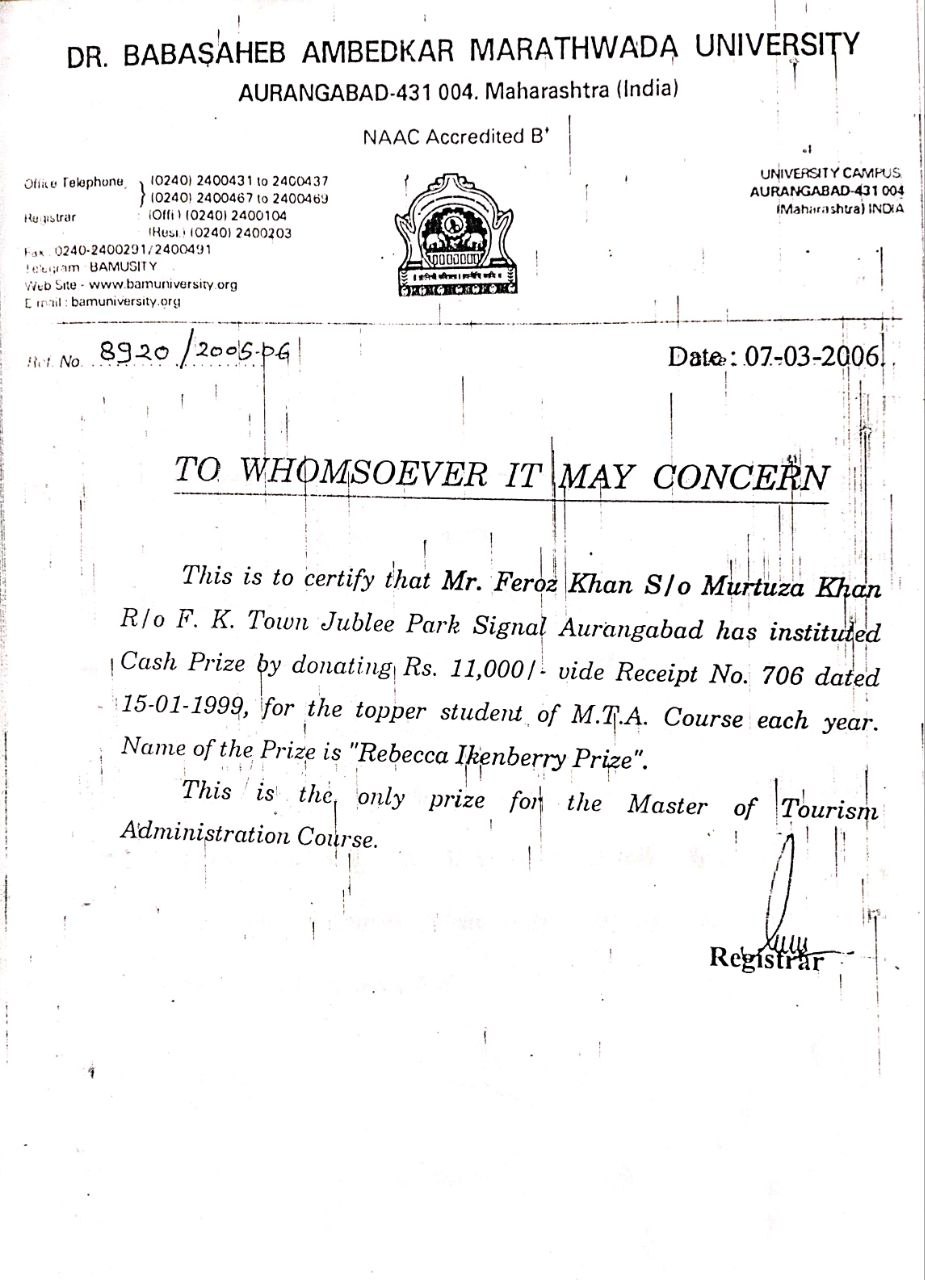 DR. BABASAHEB AMBEDKAR MARATHWADA UNIVERSITY
AURANGABAD-431 004. Maharashtra (India)
NAAC Accredited B+
Office Telephone } (0240) 2400431 to 2400437
(0240) 2400467 to 2400469
Registrar : (Offi) (0240) 2400104
(Resi.) (0240) 2400203
Fax : 0240-2400291/2400491
Telegram : BAMUSITY
Web Site - www.bamuniversity.org
E mail : bamuniversity.org
UNIVERSITY CAMPUS
AURANGABAD-431 004
(Maharashtra) INDIA
Ref. No. 8920/2005-06
Date : 07-03-2006.
TO WHOMSOEVER IT MAY CONCERN
This is to certify that Mr. Feroz Khan S/o Murtuza Khan
R/o F. K. Town Jublee Park Signal Aurangabad has instituted
Cash Prize by donating Rs. 11,000/- vide Receipt No. 706 dated
15-01-1999, for the topper student of M.T.A. Course each year.
Name of the Prize is "Rebecca Ikenberry Prize".
This is the only prize for the Master of Tourism
Administration Course.
Registrar